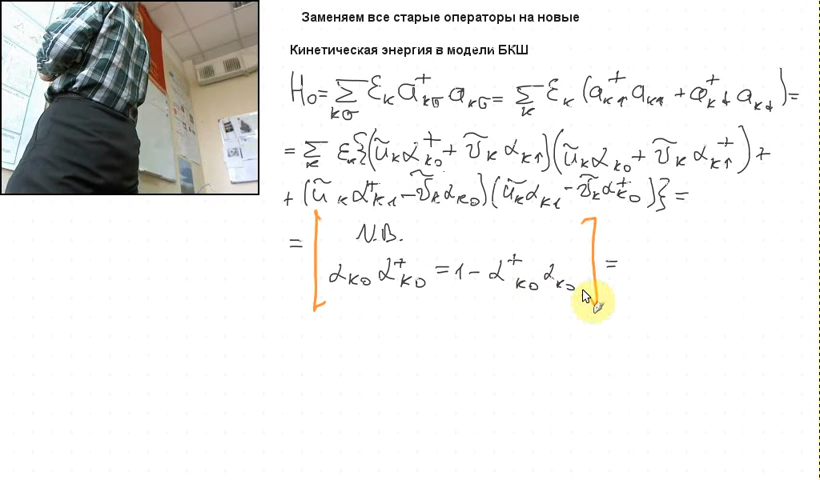 Заменяем все старые операторы на новые
Кинетическая энергия в модели БКШ
H₀ = Σ_{kσ} ε_k a⁺_{kσ} a_{kσ} = Σ_k ε_k (a⁺_{k↑} a_{k↑} + a⁺_{k↓} a_{k↓}) =
= Σ_k ε_k {(ũ_k α⁺_{k0} + ṽ_k α_{k1})(ũ_k α_{k0} + ṽ_k α⁺_{k1}) +
+ (ũ_k α⁺_{k1} − ṽ_k α_{k0})(ũ_k α_{k1} − ṽ_k α⁺_{k0})} =
= [ N.B.
α_{k0} α⁺_{k0} = 1 − α⁺_{k0} α_{k0} ] =